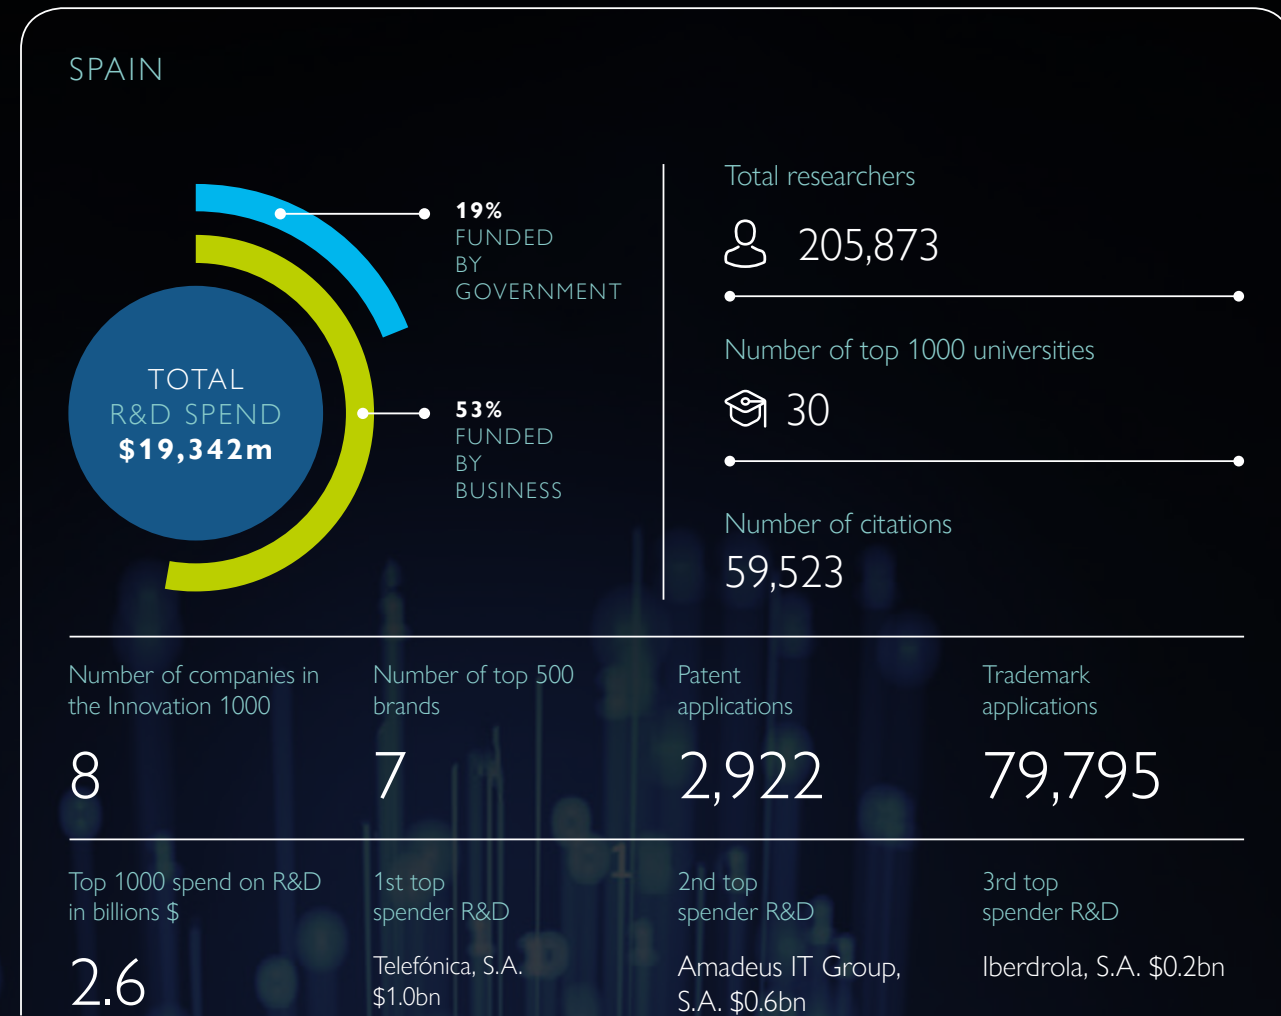 SPAIN
19%
FUNDED
BY
GOVERNMENT
TOTAL
R&D SPEND
$19,342m
53%
FUNDED
BY
BUSINESS
Total researchers
205,873
Number of top 1000 universities
30
Number of citations
59,523
Number of companies in
the Innovation 1000
8
Number of top 500
brands
7
Patent
applications
2,922
Trademark
applications
79,795
Top 1000 spend on R&D
in billions $
2.6
1st top
spender R&D
Telefónica, S.A.
$1.0bn
2nd top
spender R&D
Amadeus IT Group,
S.A. $0.6bn
3rd top
spender R&D
Iberdrola, S.A. $0.2bn